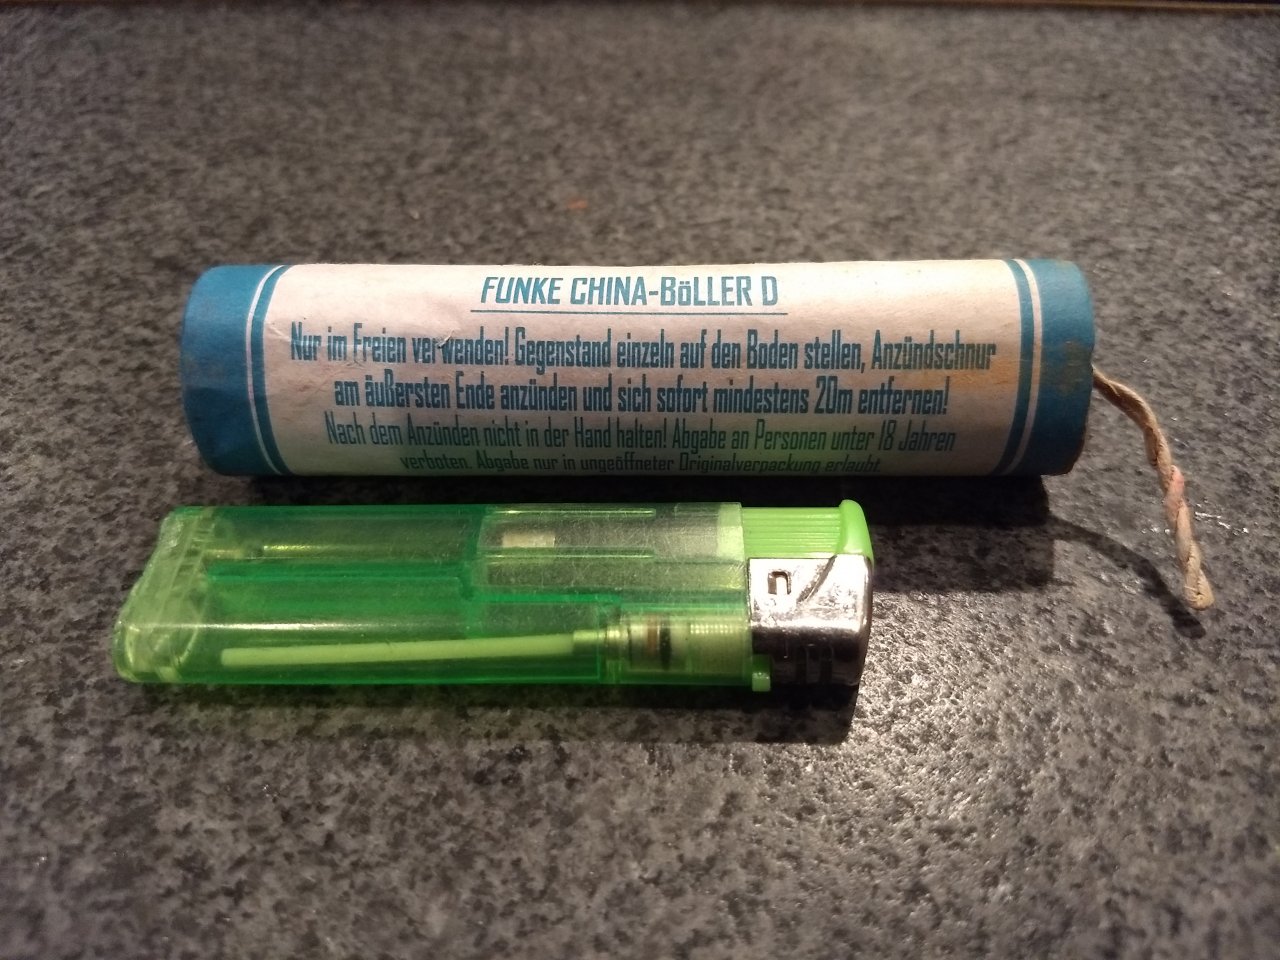 FUNKE CHINA-BöLLER D
Nur im Freien verwenden! Gegenstand einzeln auf den Boden stellen, Anzündschnur
am äußersten Ende anzünden und sich sofort mindestens 20m entfernen!
Nach dem Anzünden nicht in der Hand halten! Abgabe an Personen unter 18 Jahren
verboten. Abgabe nur in ungeöffneter Originalverpackung erlaubt